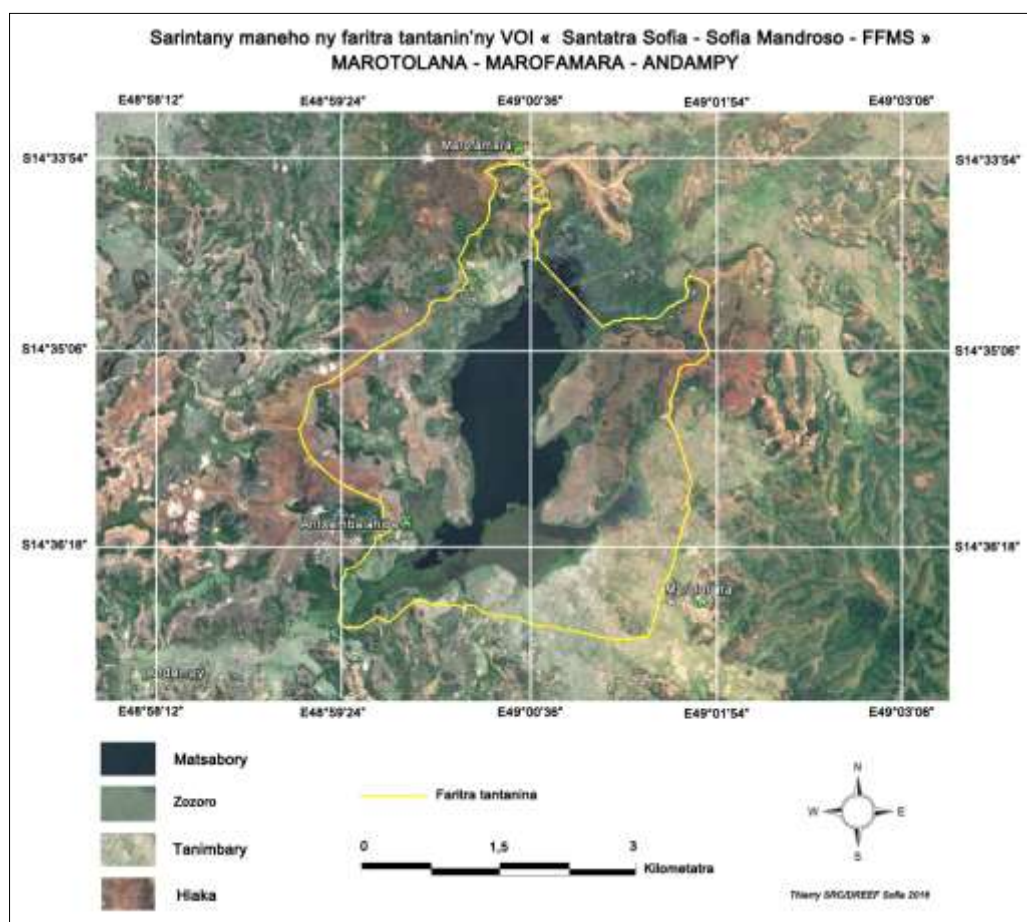 Sarintany maneho ny faritra tantanin'ny VOI « Santatra Sofia - Sofia Mandroso - FFMS »
MAROTOLANA - MAROFAMARA - ANDAMPY
E48°58'12" E48°59'24" E49°00'36" E49°01'54" E49°03'06"
Marofamara
S14°33'54" S14°33'54"
S14°35'06" S14°35'06"
S14°36'18" S14°36'18"
Andampy
E48°58'12" E48°59'24" E49°00'36" E49°01'54" E49°03'06"
Matsabory
Zozoro
Tanimbary
Hiaka
Faritra tantanina
0 1,5 3
Kilometatra
N
W E
S
Thierry SRC/DREEF Sofia 2016